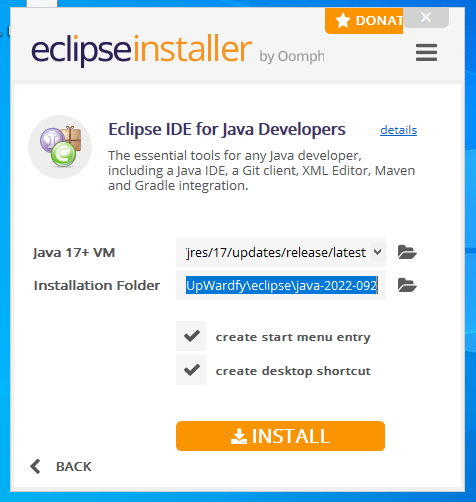 ★ DONAT
eclipse installer by Oomph
Eclipse IDE for Java Developers details
The essential tools for any Java developer,
including a Java IDE, a Git client, XML Editor, Maven
and Gradle integration.
Java 17+ VM jres/17/updates/release/latest
Installation Folder UpWardfy\eclipse\java-2022-092
create start menu entry
create desktop shortcut
INSTALL
BACK